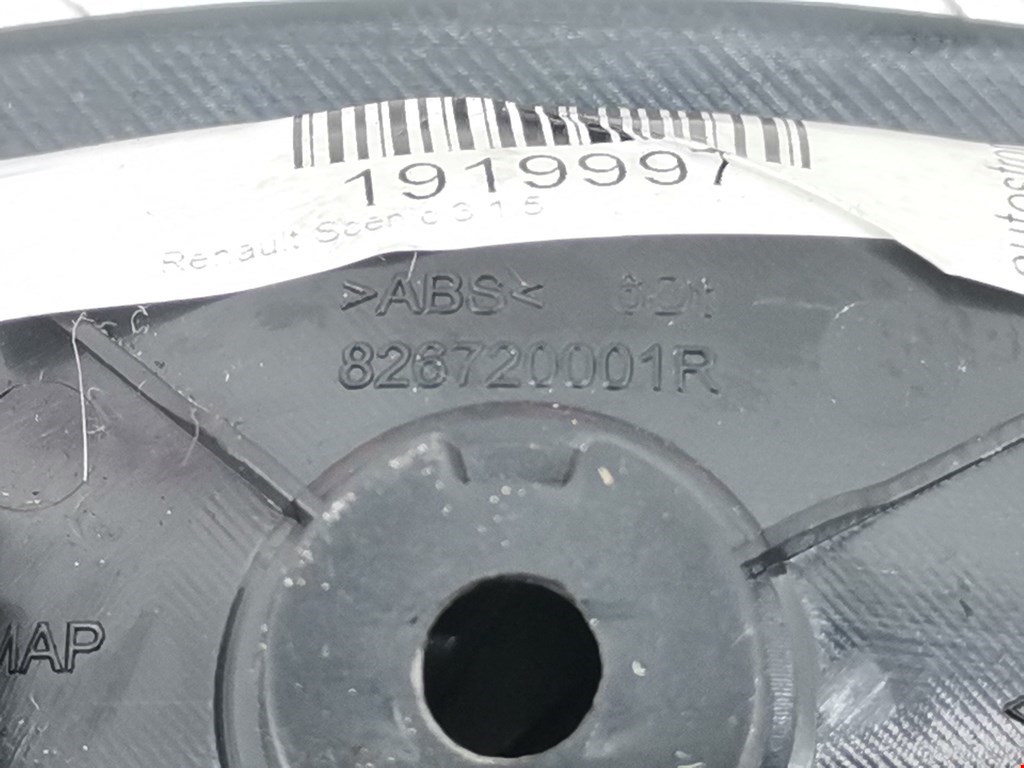 1919997
Renault Scenic 3 1.5
>ABS<
826720001R
MAP